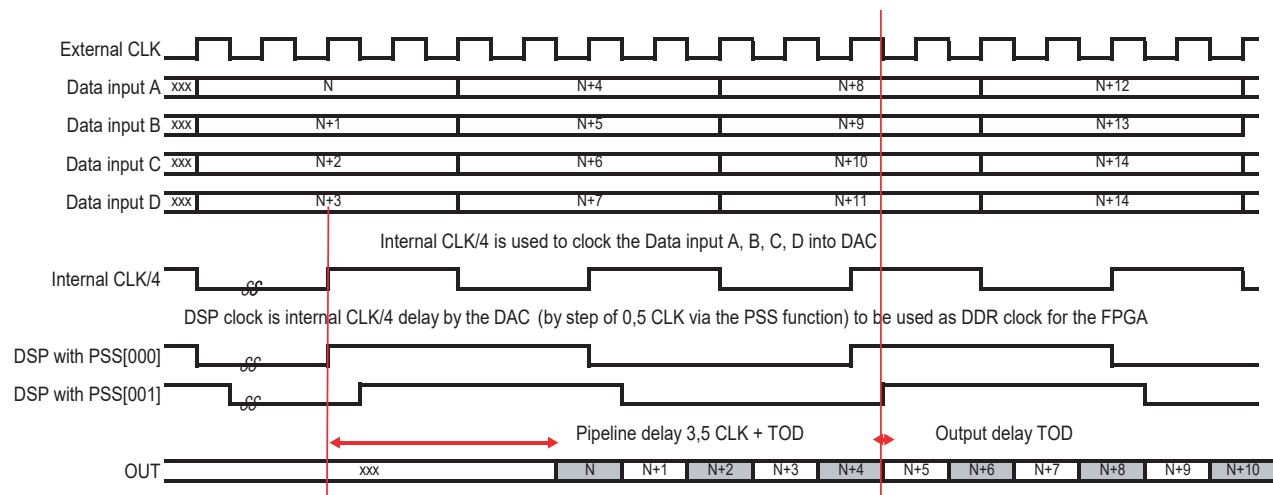 External CLK
Data input A xxx N N+4 N+8 N+12
Data input B xxx N+1 N+5 N+9 N+13
Data input C xxx N+2 N+6 N+10 N+14
Data input D xxx N+3 N+7 N+11 N+14
Internal CLK/4 is used to clock the Data input A, B, C, D into DAC
Internal CLK/4
DSP clock is internal CLK/4 delay by the DAC (by step of 0,5 CLK via the PSS function) to be used as DDR clock for the FPGA
DSP with PSS[000]
DSP with PSS[001]
Pipeline delay 3,5 CLK + TOD Output delay TOD
OUT xxx N N+1 N+2 N+3 N+4 N+5 N+6 N+7 N+8 N+9 N+10